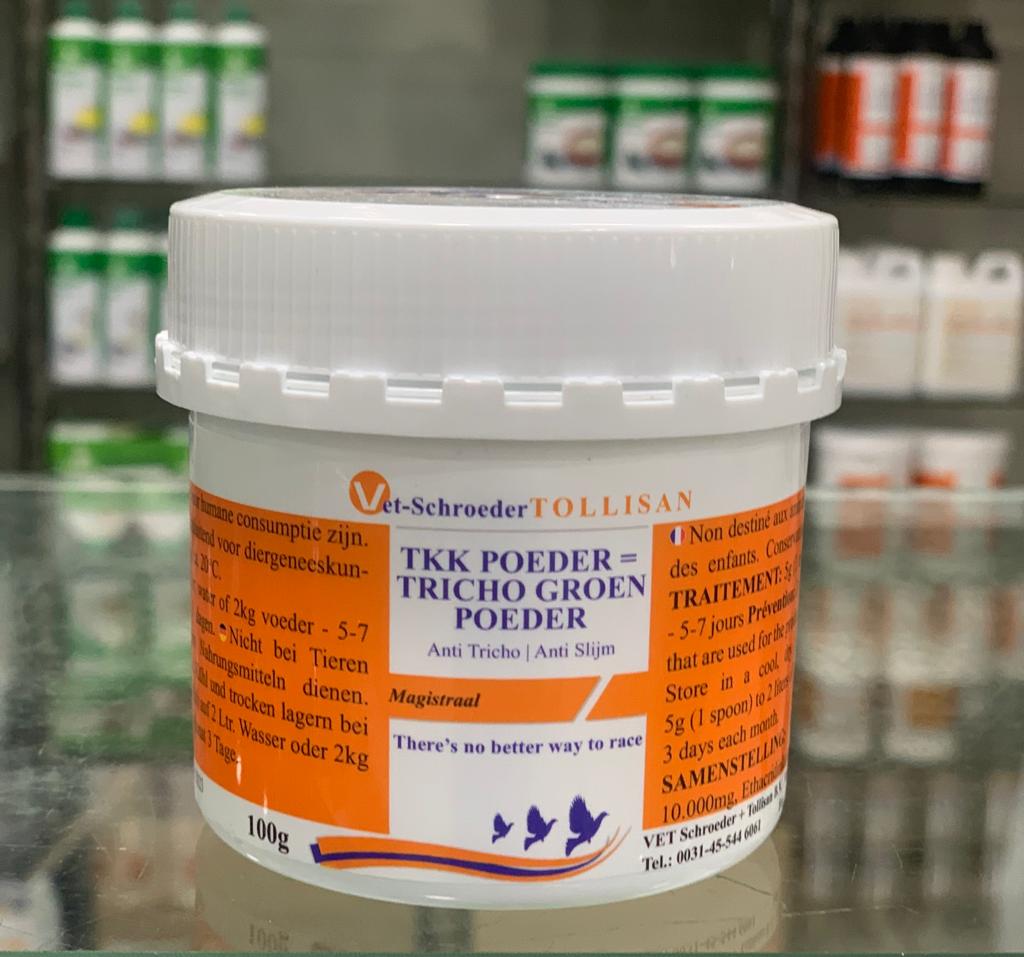 Vet-Schroeder TOLLISAN
humane consumptie zijn.
voor diergeneeskun-
20°C.
water of 2kg voeder - 5-7
dagen. Nicht bei Tieren
Nahrungsmitteln dienen.
und trocken lagern bei
auf 2 Ltr. Wasser oder 2kg
3 Tage.
100g
TKK POEDER =
TRICHO GROEN
POEDER
Anti Tricho | Anti Slijm
Magistraal
There's no better way to race
Non destiné aux
des enfants.
TRAITEMENT: 5g
- 5-7 jours
that are used for the
Store in a cool,
5g (1 spoon) to 2
3 days each month.
SAMENSTELLING
10.000mg,
VET Schroeder + Tollisan B.V.
Tel.: 0031-45-544 6061